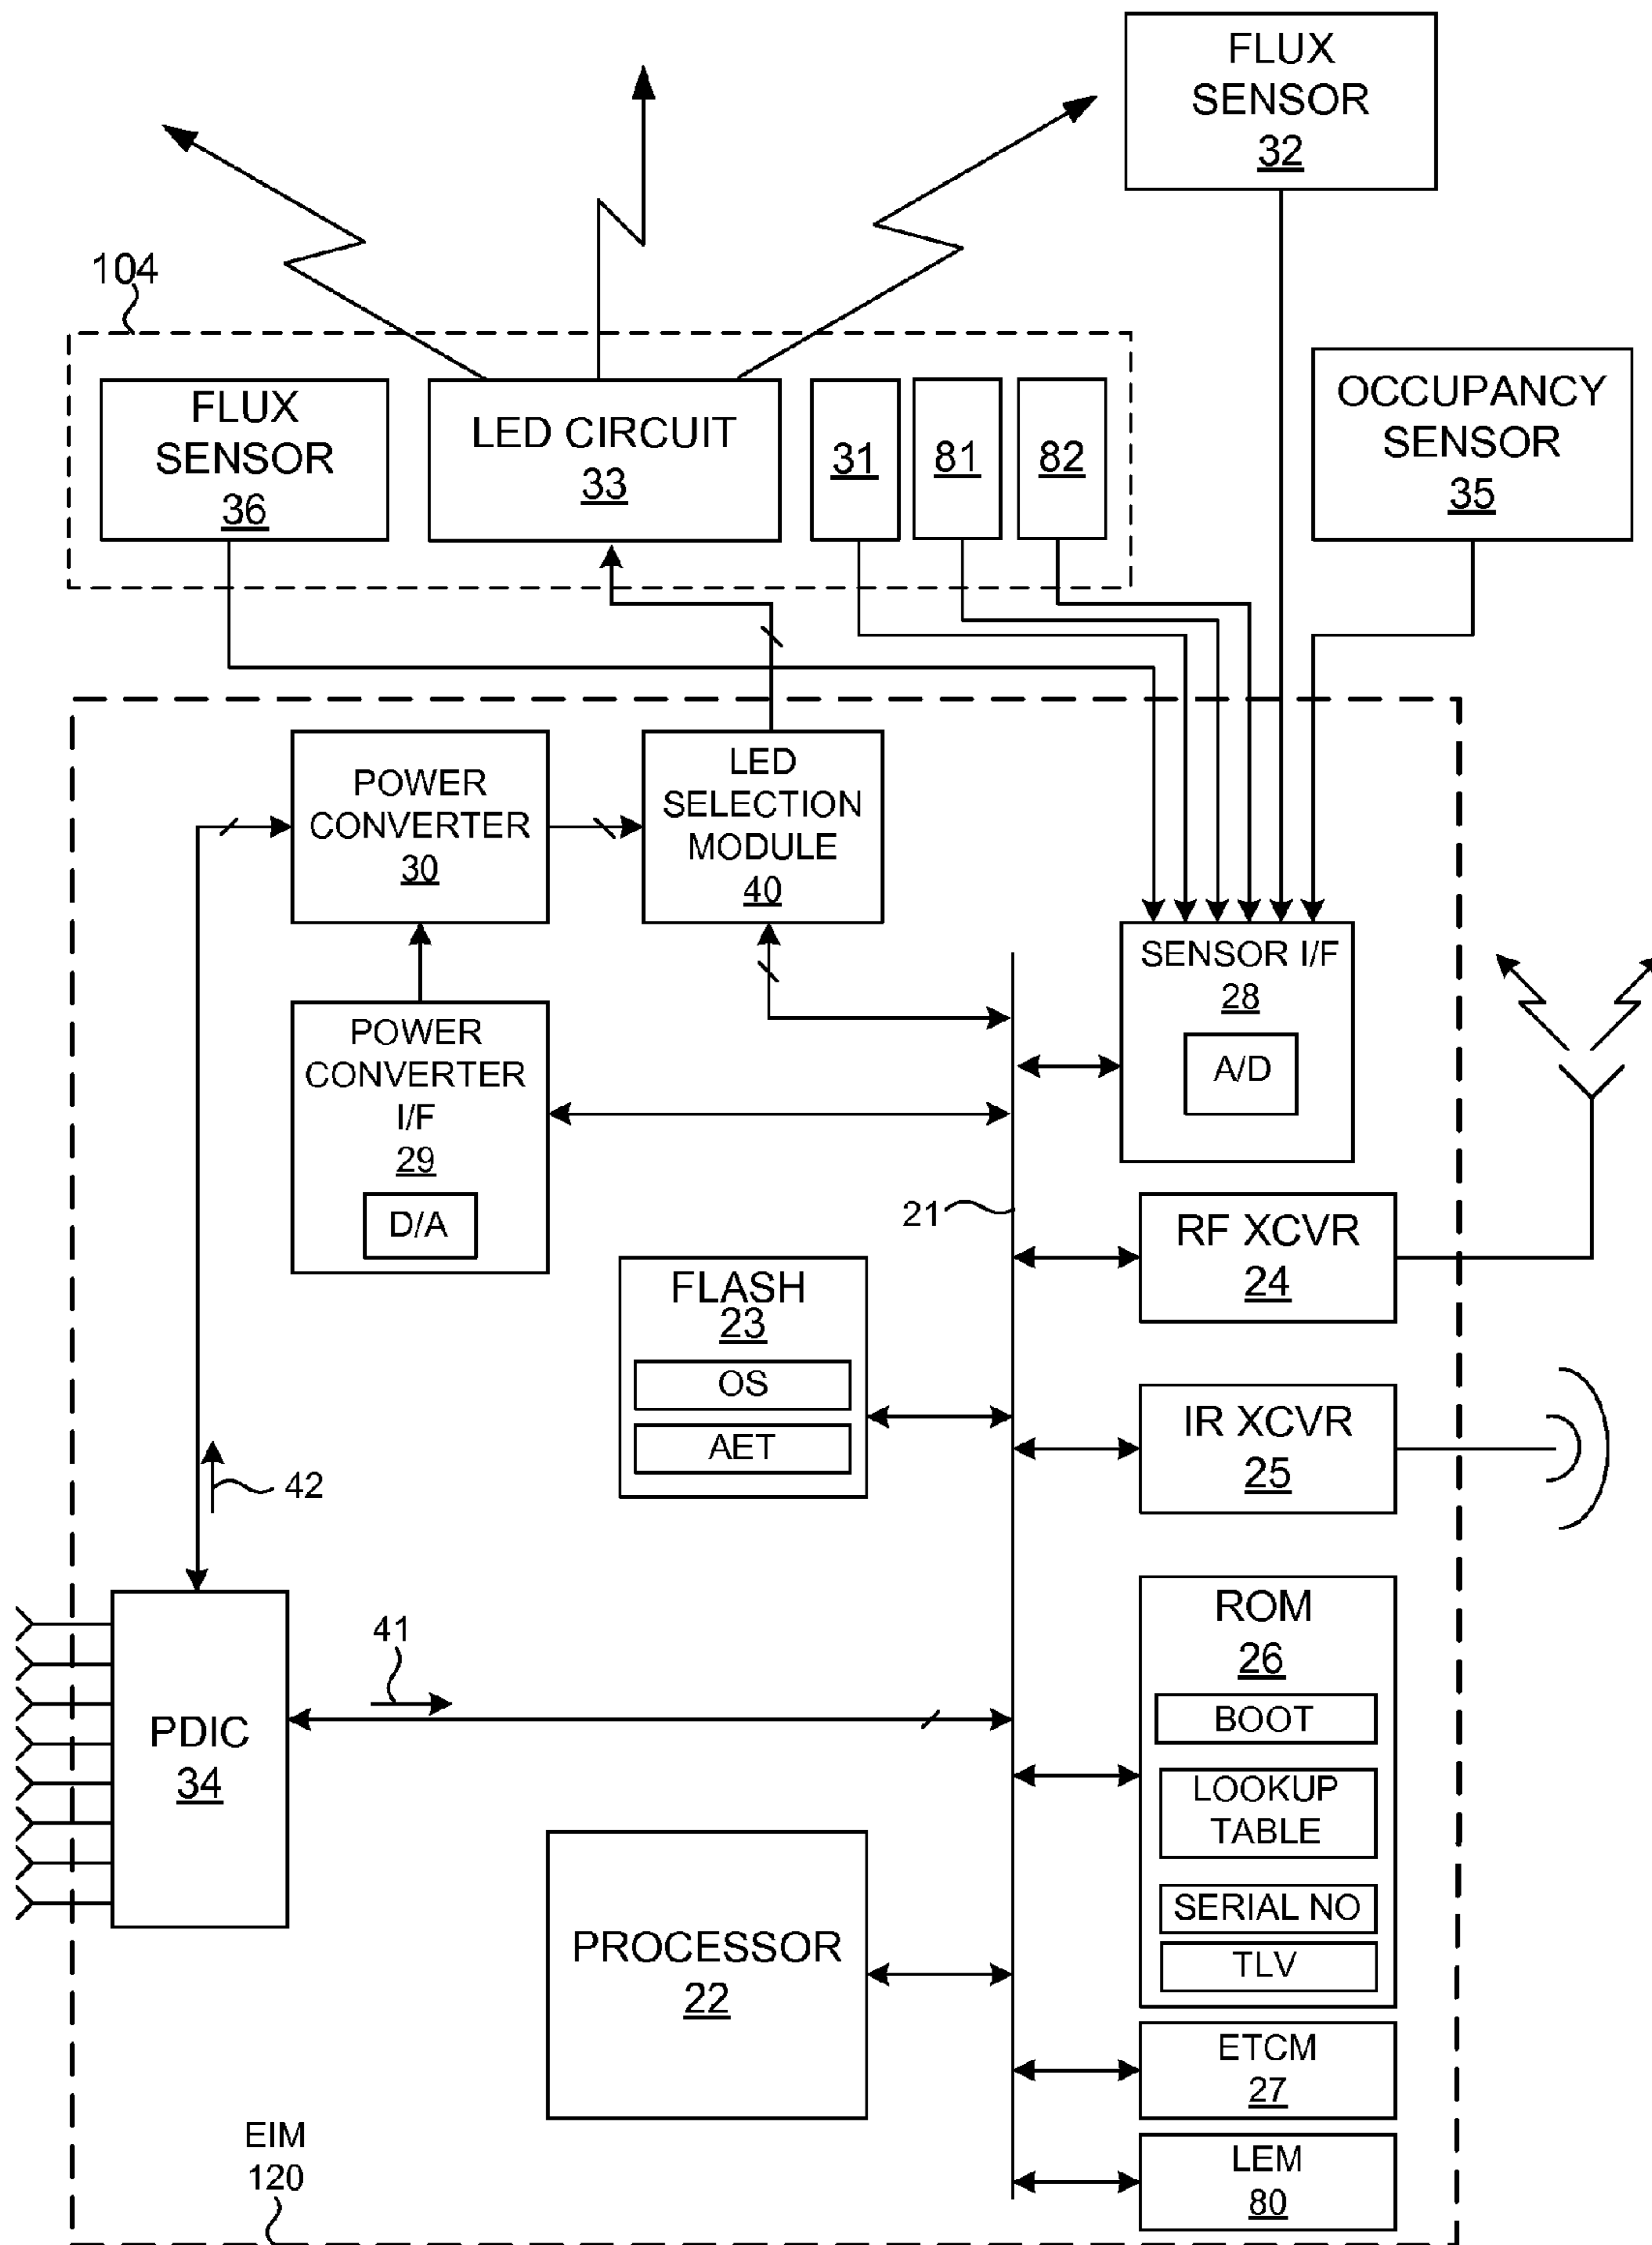 FLUX
SENSOR
32
104
FLUX
SENSOR
36
LED CIRCUIT
33
31
81
82
OCCUPANCY
SENSOR
35
POWER
CONVERTER
30
LED
SELECTION
MODULE
40
SENSOR I/F
28
A/D
POWER
CONVERTER
I/F
29
D/A
21
RF XCVR
24
FLASH
23
OS
AET
IR XCVR
25
42
41
PDIC
34
ROM
26
BOOT
LOOKUP
TABLE
SERIAL NO
TLV
PROCESSOR
22
ETCM
27
LEM
80
EIM
120